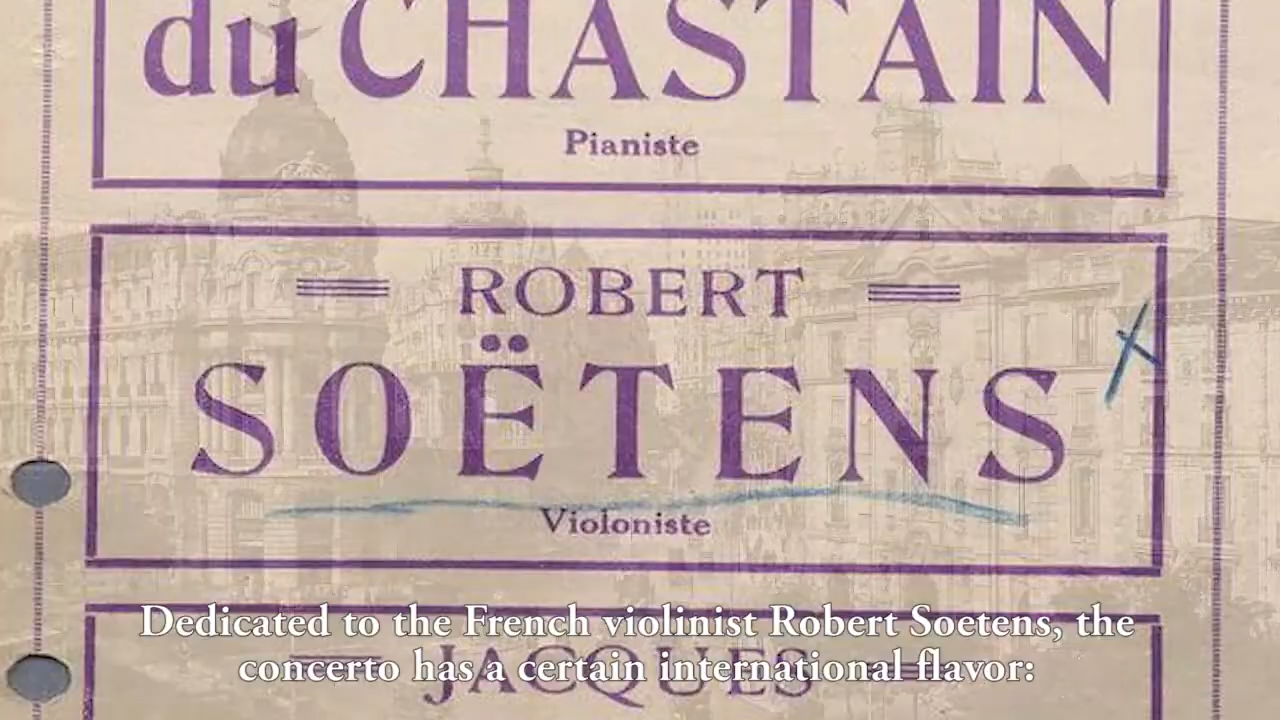 du CHASTAIN
Pianiste
ROBERT
SOËTENS
Violoniste
JACQUES
Dedicated to the French violinist Robert Soetens, the
concerto has a certain international flavor: